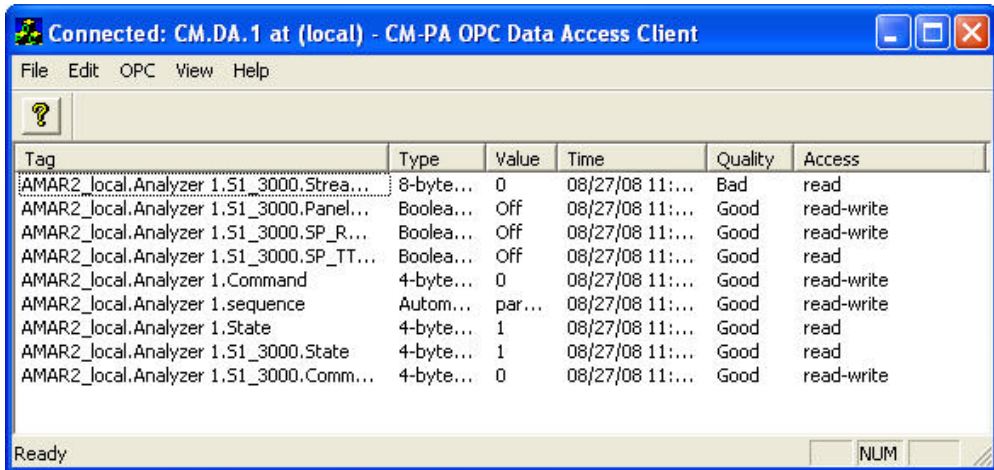 Connected: CM.DA.1 at (local) - CM-PA OPC Data Access Client
File Edit OPC View Help
Tag Type Value Time Quality Access
AMAR2_local.Analyzer 1.S1_3000.Strea... 8-byte... 0 08/27/08 11:... Bad read
AMAR2_local.Analyzer 1.S1_3000.Panel... Boolea... Off 08/27/08 11:... Good read-write
AMAR2_local.Analyzer 1.S1_3000.SP_R... Boolea... Off 08/27/08 11:... Good read-write
AMAR2_local.Analyzer 1.S1_3000.SP_TT... Boolea... Off 08/27/08 11:... Good read-write
AMAR2_local.Analyzer 1.Command 4-byte... 0 08/27/08 11:... Good read-write
AMAR2_local.Analyzer 1.sequence Autom... par... 08/27/08 11:... Good read-write
AMAR2_local.Analyzer 1.State 4-byte... 1 08/27/08 11:... Good read
AMAR2_local.Analyzer 1.S1_3000.State 4-byte... 1 08/27/08 11:... Good read
AMAR2_local.Analyzer 1.S1_3000.Comm... 4-byte... 0 08/27/08 11:... Good read-write
Ready NUM